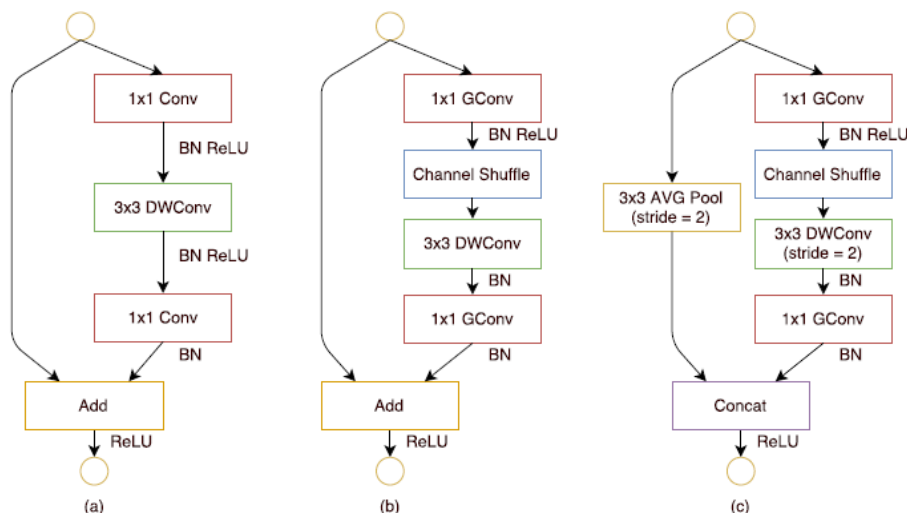 1x1 Conv
BN ReLU
3x3 DWConv
BN ReLU
1x1 Conv
BN
Add
ReLU
(a)
1x1 GConv
BN ReLU
Channel Shuffle
3x3 DWConv
BN
1x1 GConv
BN
Add
ReLU
(b)
3x3 AVG Pool
(stride = 2)
1x1 GConv
BN ReLU
Channel Shuffle
3x3 DWConv
(stride = 2)
BN
1x1 GConv
BN
Concat
ReLU
(c)